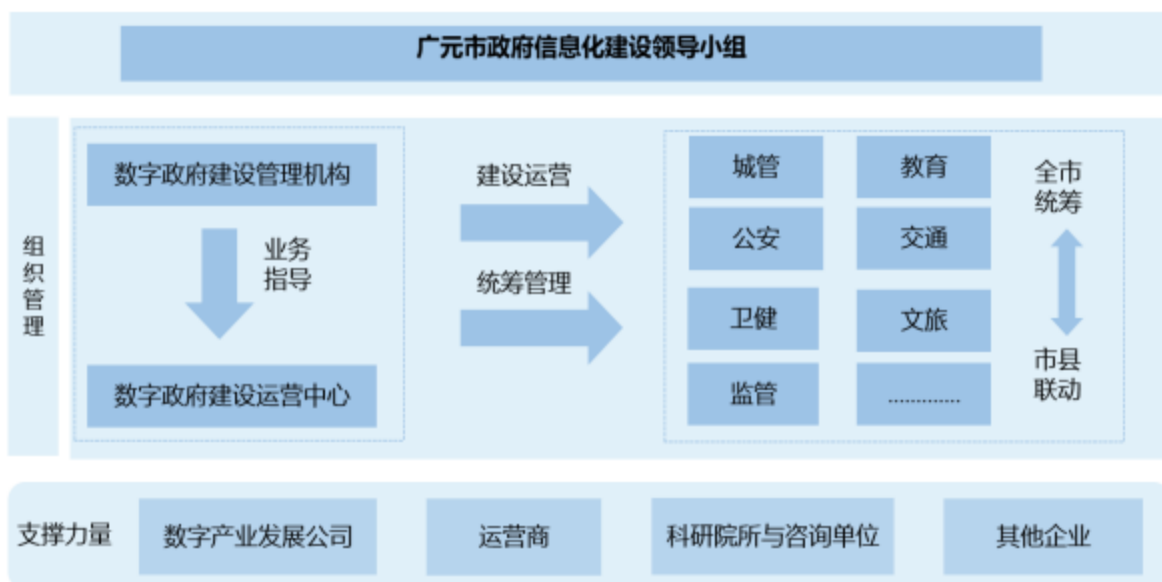 广元市政府信息化建设领导小组
组
织
管
理
数字政府建设管理机构
业务
指导
数字政府建设运营中心
建设运营
统筹管理
城管
教育
公安
交通
卫健
文旅
监管
.............
全市
统筹
市县
联动
支撑力量
数字产业发展公司
运营商
科研院所与咨询单位
其他企业